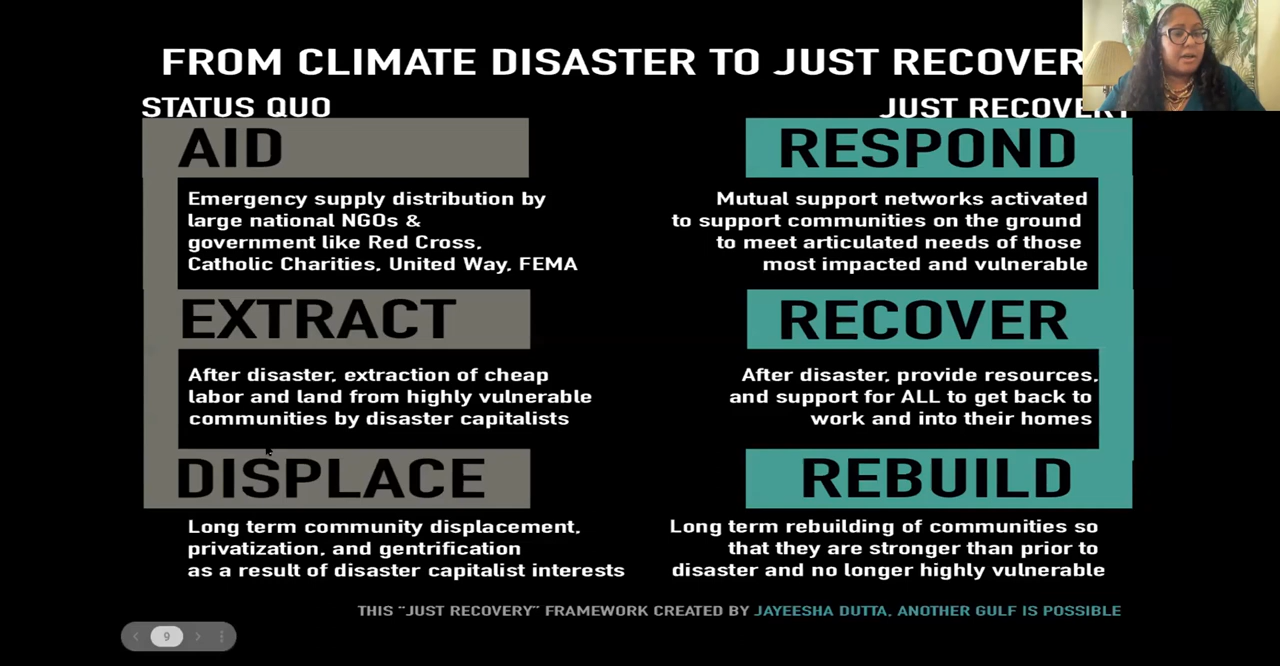 FROM CLIMATE DISASTER TO JUST RECOVER
STATUS QUO
AID
Emergency supply distribution by
large national NGOs &
government like Red Cross,
Catholic Charities, United Way, FEMA
EXTRACT
After disaster, extraction of cheap
labor and land from highly vulnerable
communities by disaster capitalists
DISPLACE
Long term community displacement,
privatization, and gentrification
as a result of disaster capitalist interests
JUST RECOVERY
RESPOND
Mutual support networks activated
to support communities on the ground
to meet articulated needs of those
most impacted and vulnerable
RECOVER
After disaster, provide resources,
and support for ALL to get back to
work and into their homes
REBUILD
Long term rebuilding of communities so
that they are stronger than prior to
disaster and no longer highly vulnerable
THIS "JUST RECOVERY" FRAMEWORK CREATED BY JAYEESHA DUTTA, ANOTHER GULF IS POSSIBLE
9